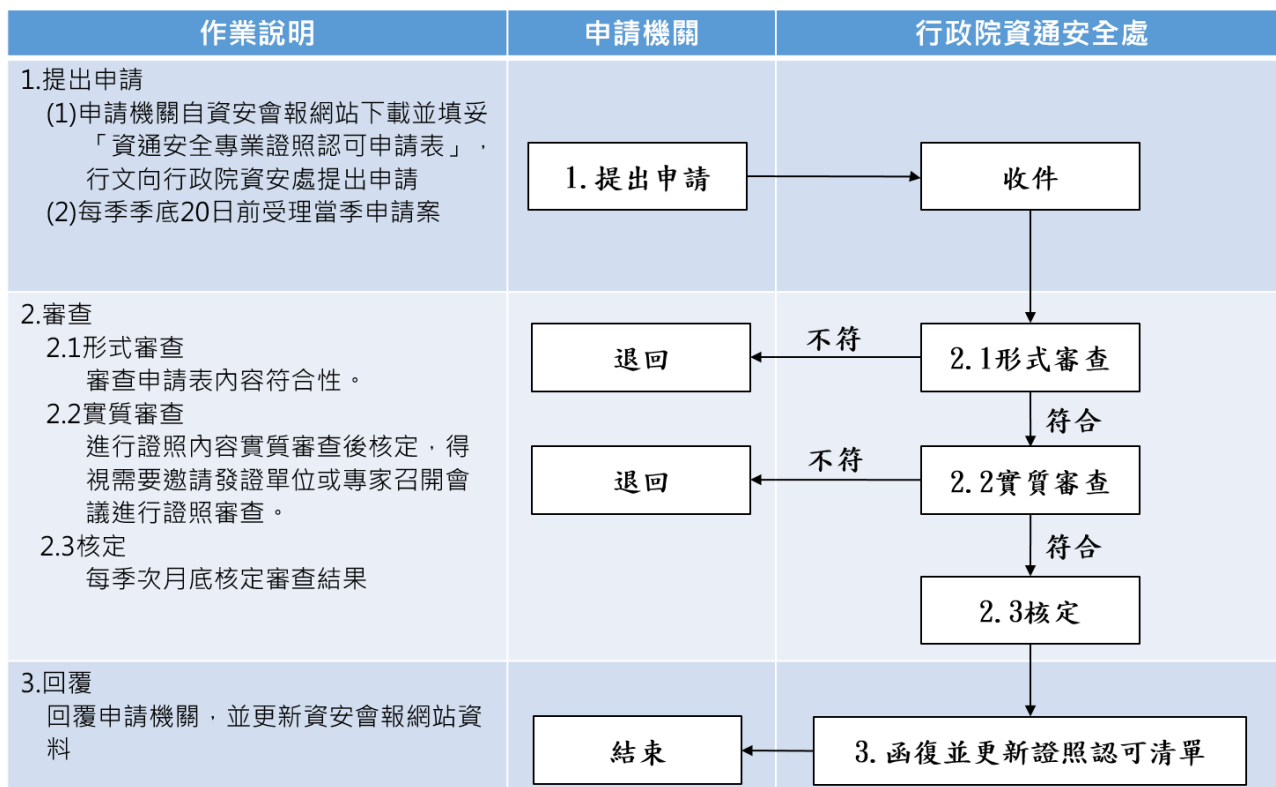 作業說明
申請機關
行政院資通安全處
1.提出申請
(1)申請機關自資安會報網站下載並填妥
「資通安全專業證照認可申請表」，
行文向行政院資安處提出申請
(2)每季季底20日前受理當季申請案
1.提出申請
收件
2.審查
2.1形式審查
審查申請表內容符合性。
2.2實質審查
進行證照內容實質審查後核定，得
視需要邀請發證單位或專家召開會
議進行證照審查。
2.3核定
每季次月底核定審查結果
退回
不符
2.1形式審查
符合
退回
不符
2.2實質審查
符合
2.3核定
3.回覆
回覆申請機關，並更新資安會報網站資
料
結束
3.函復並更新證照認可清單